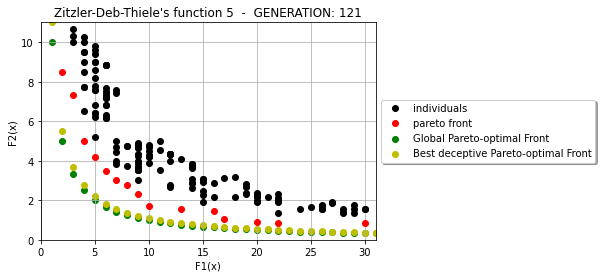 Zitzler-Deb-Thiele's function 5 - GENERATION: 121
10
8
6
4
2
0
F2(x)
0 5 10 15 20 25 30
F1(x)
individuals
pareto front
Global Pareto-optimal Front
Best deceptive Pareto-optimal Front